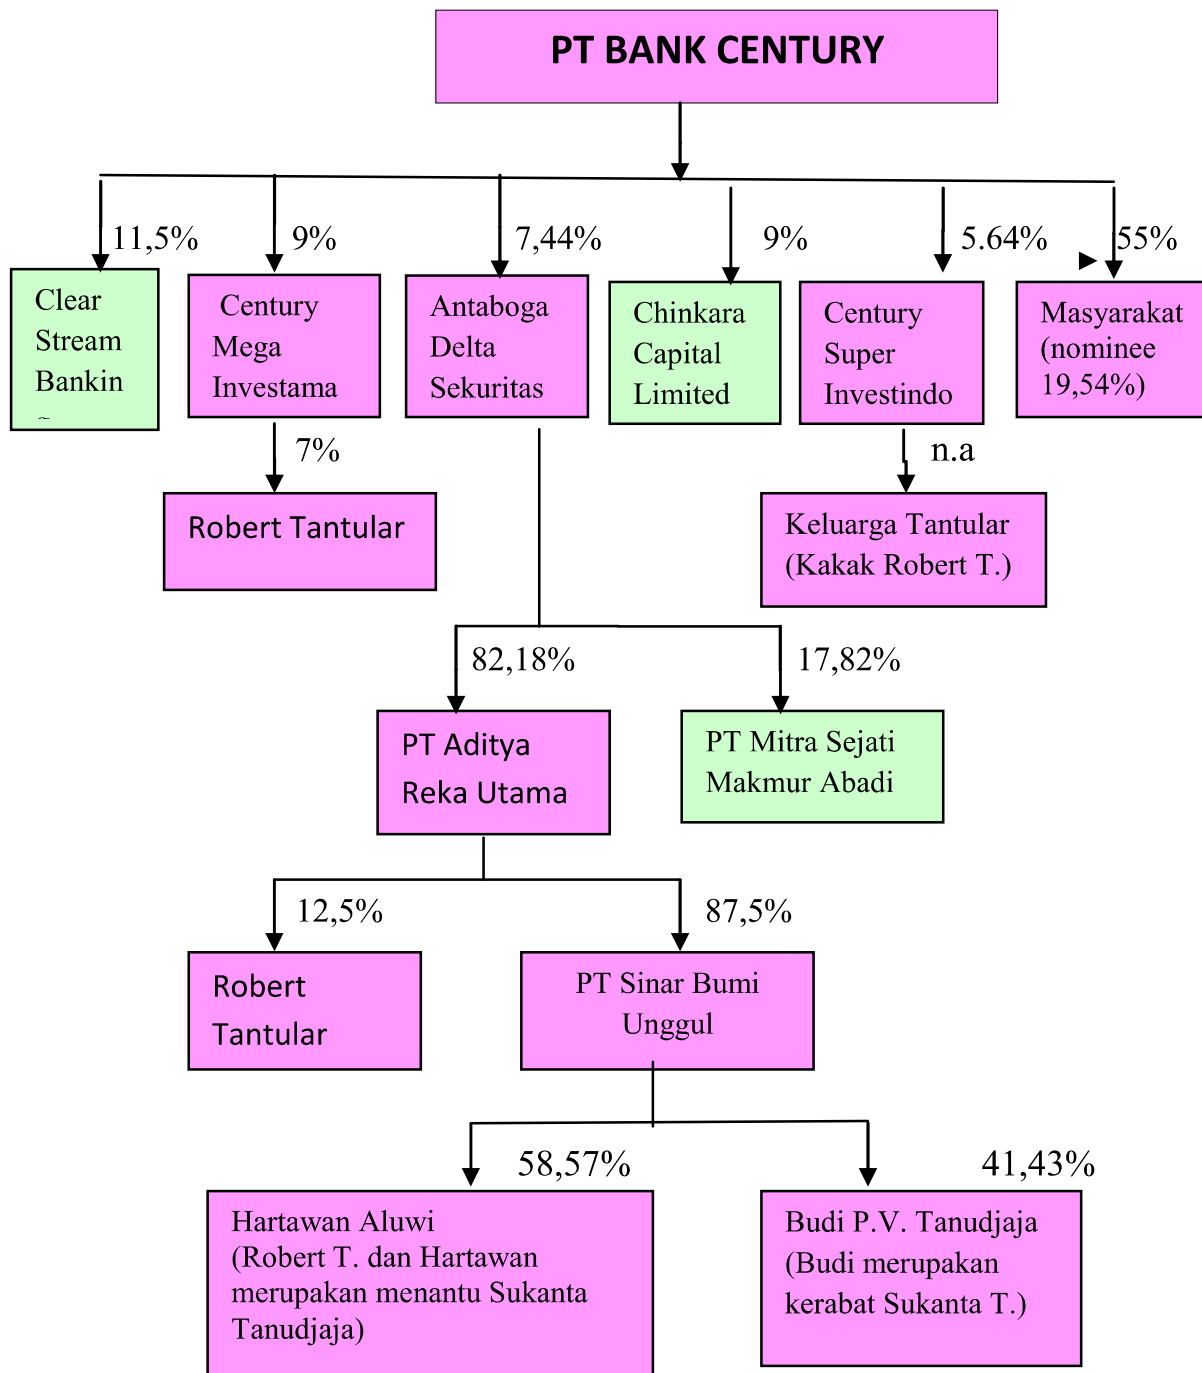 PT BANK CENTURY
11,5%
9%
7,44%
9%
5.64%
55%
Clear
Stream
Bankin
Century
Mega
Investama
Antaboga
Delta
Sekuritas
Chinkara
Capital
Limited
Century
Super
Investindo
Masyarakat
(nominee
19,54%)
7%
n.a
Robert Tantular
Keluarga Tantular
(Kakak Robert T.)
82,18%
17,82%
PT Aditya
Reka Utama
PT Mitra Sejati
Makmur Abadi
12,5%
87,5%
Robert
Tantular
PT Sinar Bumi
Unggul
58,57%
41,43%
Hartawan Aluwi
(Robert T. dan Hartawan
merupakan menantu Sukanta
Tanudjaja)
Budi P.V. Tanudjaja
(Budi merupakan
kerabat Sukanta T.)